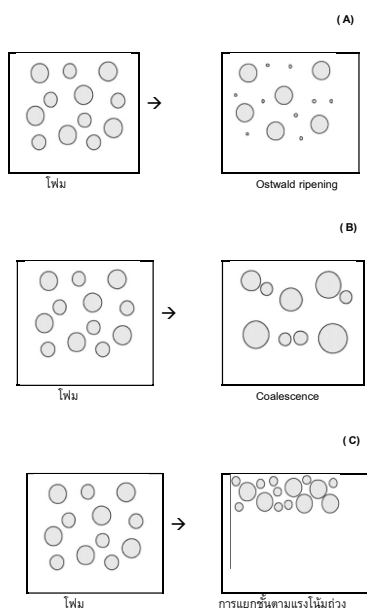 (A)
→
โฟม
Ostwald ripening
(B)
→
โฟม
Coalescence
(C)
→
โฟม
การแยกชั้นตามแรงโน้มถ่วง